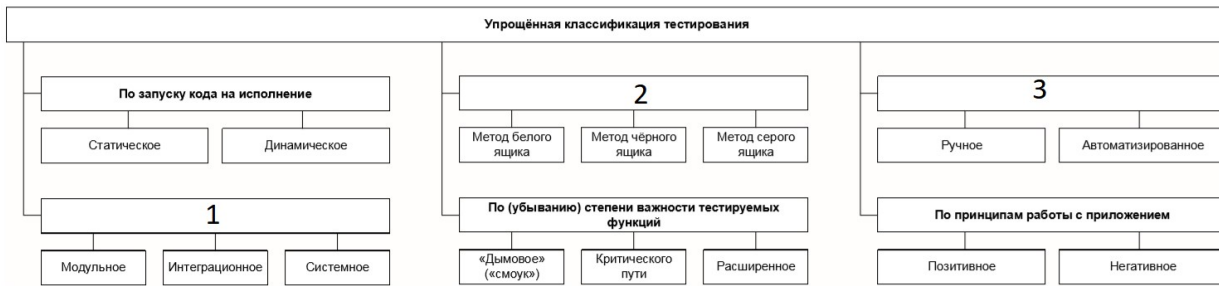 Упрощённая классификация тестирования
По запуску кода на исполнение
Статическое
Динамическое
1
Модульное
Интеграционное
Системное
2
Метод белого
ящика
Метод чёрного
ящика
Метод серого
ящика
По (убыванию) степени важности тестируемых
функций
«Дымовое»
(«смоук»)
Критического
пути
Расширенное
3
Ручное
Автоматизированное
По принципам работы с приложением
Позитивное
Негативное